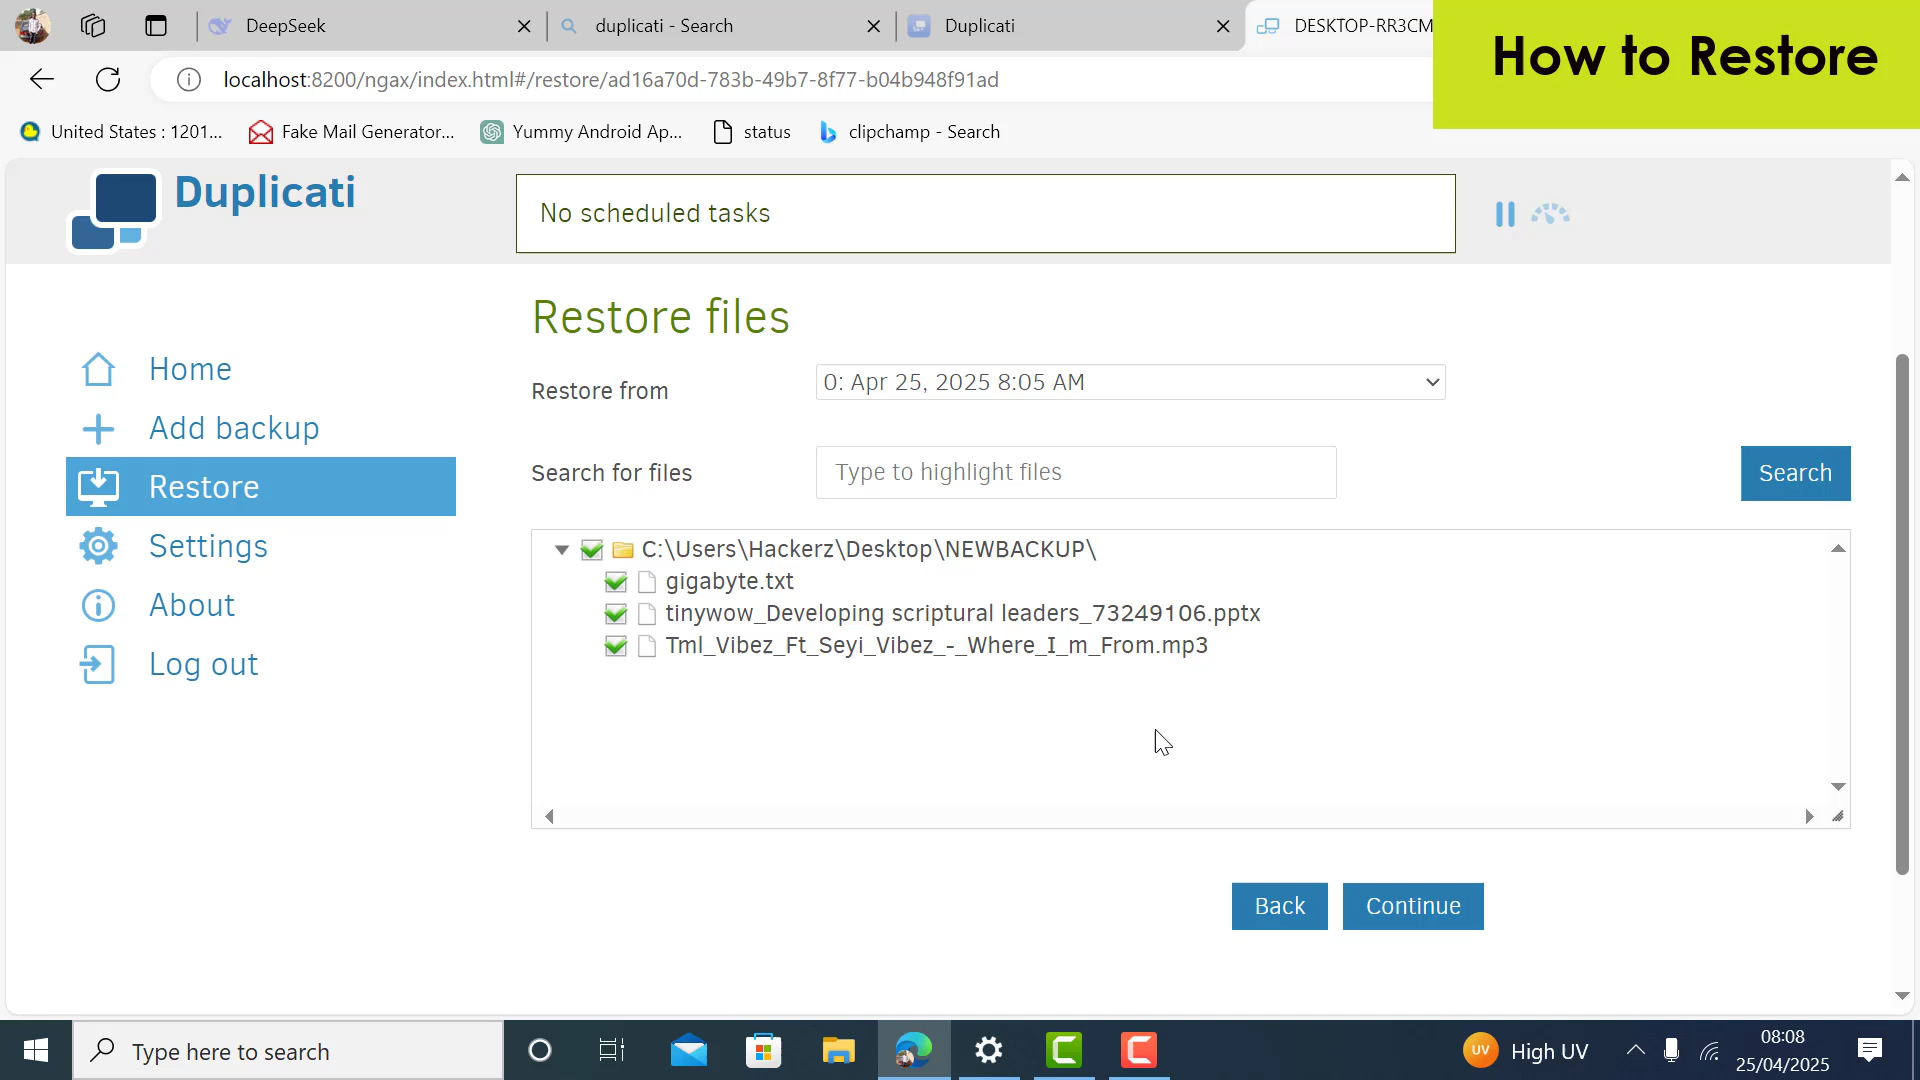 DeepSeek
duplicati - Search
Duplicati
DESKTOP-RR3CM
How to Restore
localhost:8200/ngax/index.html#/restore/ad16a70d-783b-49b7-8f77-b04b948f91ad
United States : 1201...
Fake Mail Generator...
Yummy Android Ap...
status
clipchamp - Search
Duplicati
No scheduled tasks
Home
Add backup
Restore
Settings
About
Log out
Restore files
Restore from
0: Apr 25, 2025 8:05 AM
Search for files
Type to highlight files
Search
C:\Users\Hackerz\Desktop\NEWBACKUP\
gigabyte.txt
tinywow_Developing scriptural leaders_73249106.pptx
Tml_Vibez_Ft_Seyi_Vibez_-_Where_I_m_From.mp3
Back
Continue
Type here to search
UV
High UV
08:08
25/04/2025